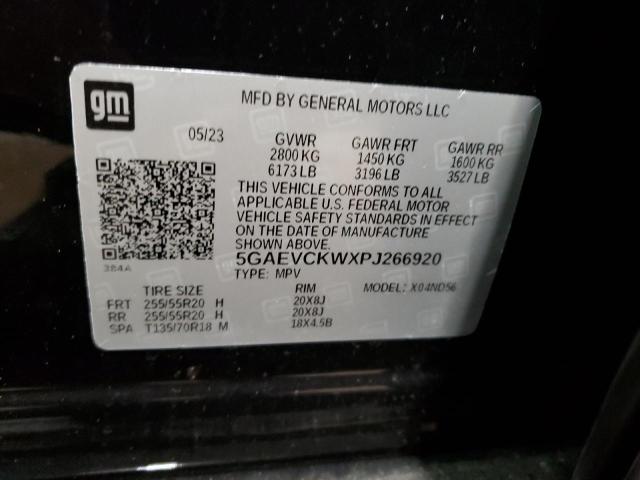 gm
MFD BY GENERAL MOTORS LLC
05/23 GVWR GAWR FRT GAWR RR
2800 KG 1450 KG 1600 KG
6173 LB 3196 LB 3527 LB
THIS VEHICLE CONFORMS TO ALL
APPLICABLE U.S. FEDERAL MOTOR
VEHICLE SAFETY STANDARDS IN EFFECT
ON THE DATE OF MANUFACTURE
SHOWN ABOVE.
5GAEVCKWXPJ266920
384A
TYPE: MPV
TIRE SIZE RIM MODEL: X04ND56
FRT 255/55R20 H 20X8J
RR 255/55R20 H 20X8J
SPA T135/70R18 M 18X4.5B